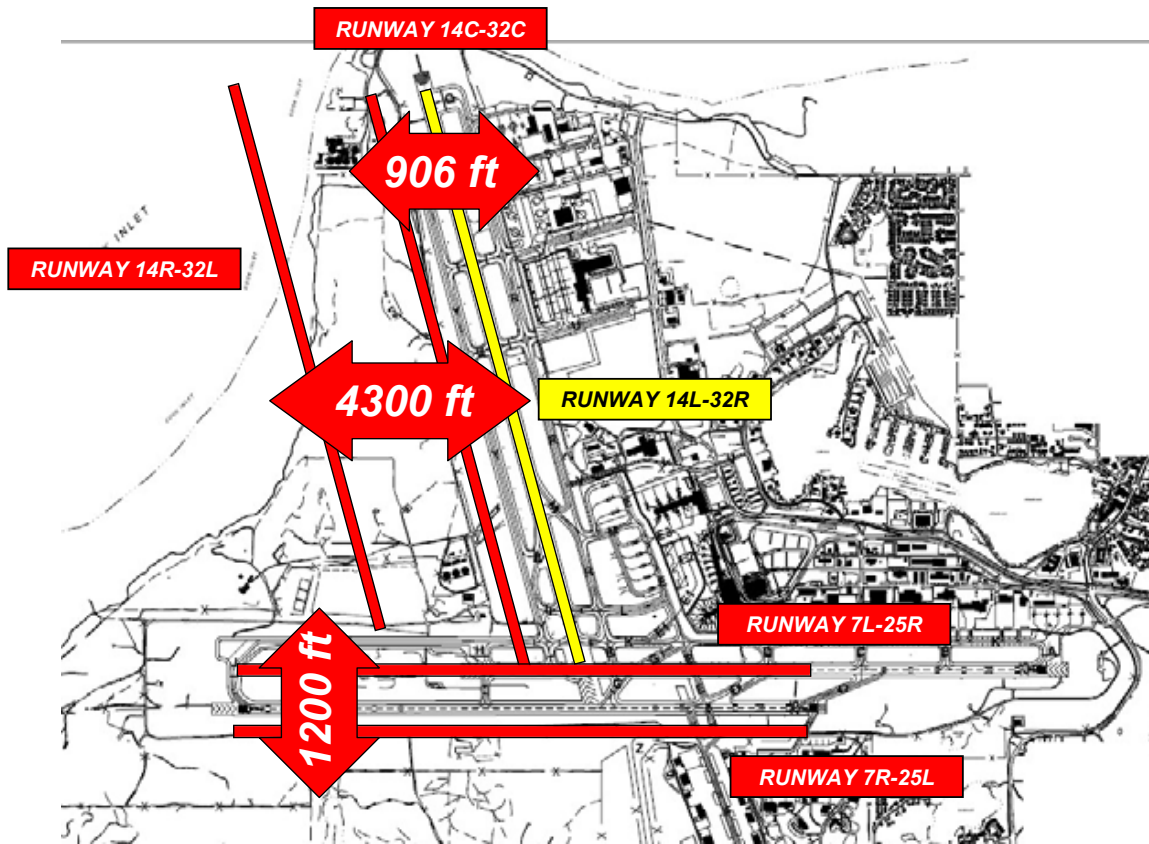 RUNWAY 14C-32C
906 ft
INLET
RUNWAY 14R-32L
4300 ft
RUNWAY 14L-32R
RUNWAY 7L-25R
1200 ft
H
Z
RUNWAY 7R-25L